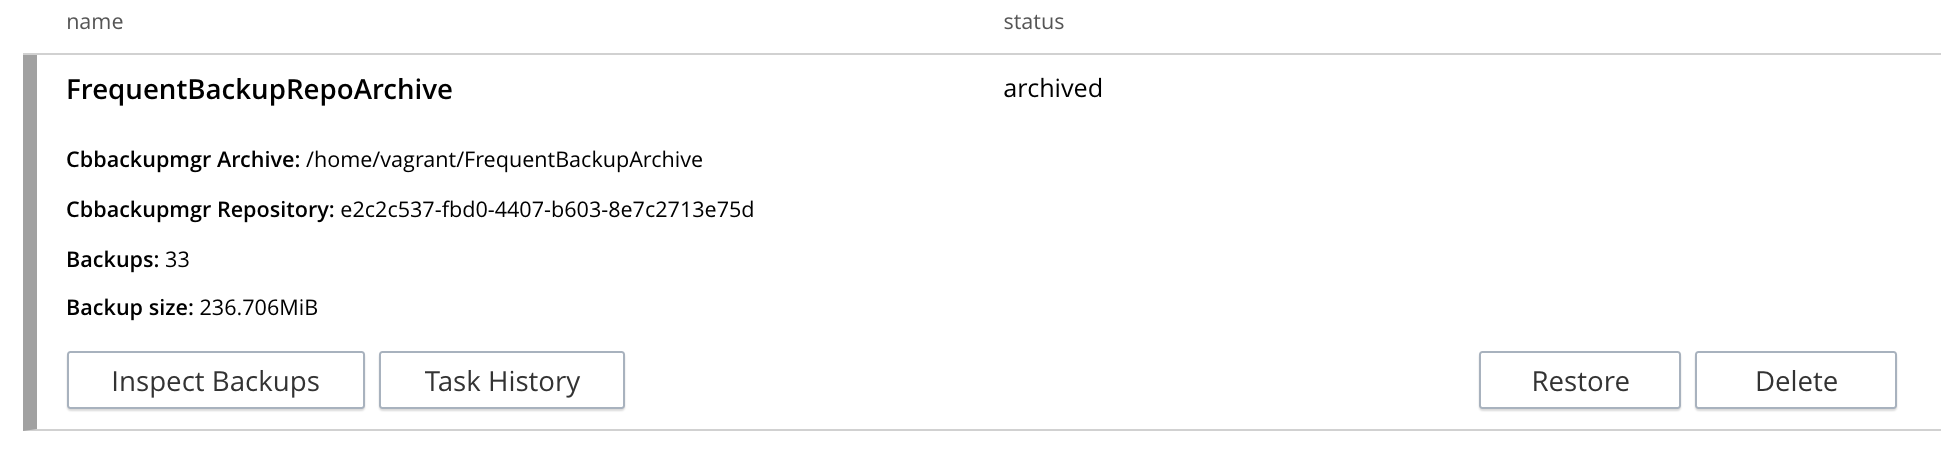 name status
FrequentBackupRepoArchive archived
Cbbackupmgr Archive: /home/vagrant/FrequentBackupArchive
Cbbackupmgr Repository: e2c2c537-fbd0-4407-b603-8e7c2713e75d
Backups: 33
Backup size: 236.706MiB
Inspect Backups Task History Restore Delete